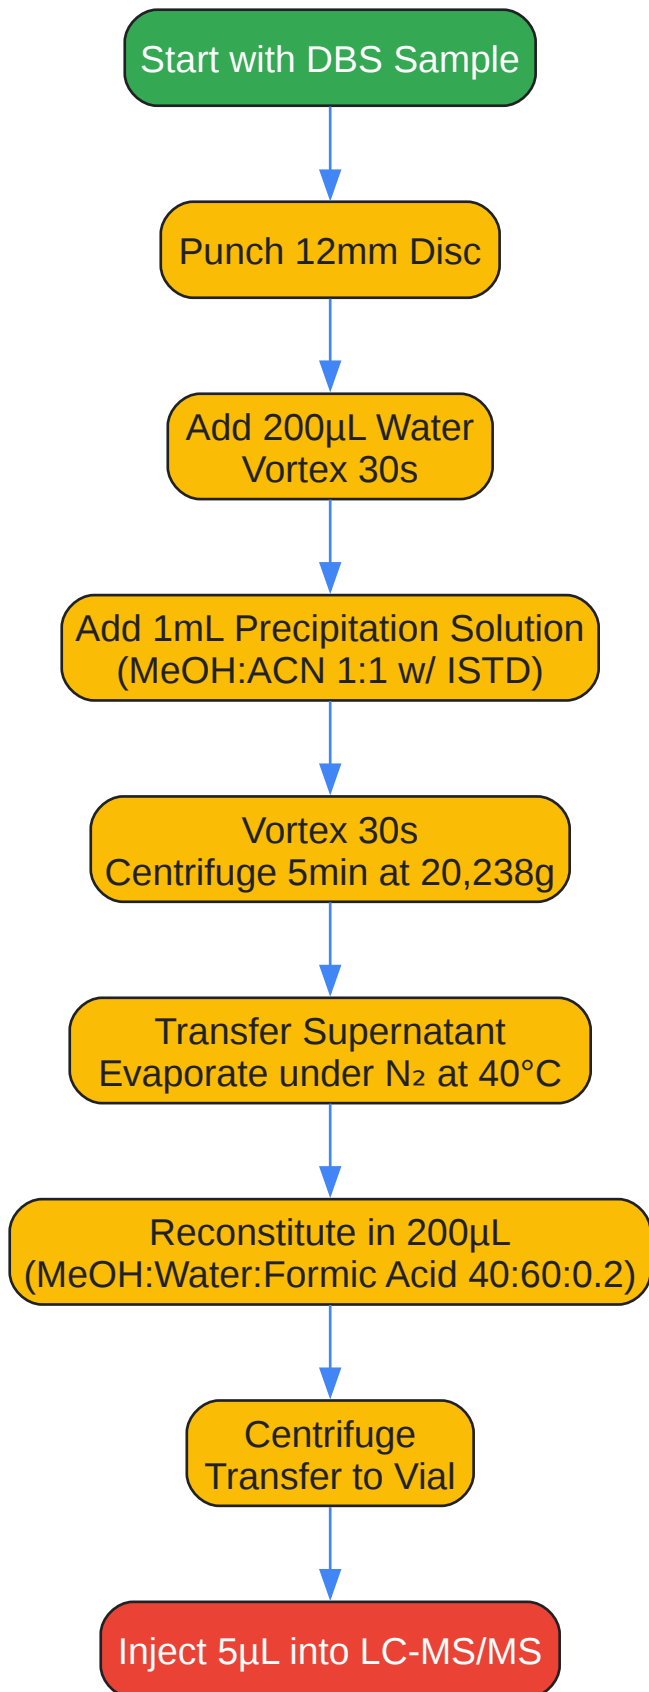 Start with DBS Sample
Punch 12mm Disc
Add 200µL Water
Vortex 30s
Add 1mL Precipitation Solution
(MeOH:ACN 1:1 w/ ISTD)
Vortex 30s
Centrifuge 5min at 20,238g
Transfer Supernatant
Evaporate under N₂ at 40°C
Reconstitute in 200µL
(MeOH:Water:Formic Acid 40:60:0.2)
Centrifuge
Transfer to Vial
Inject 5µL into LC-MS/MS